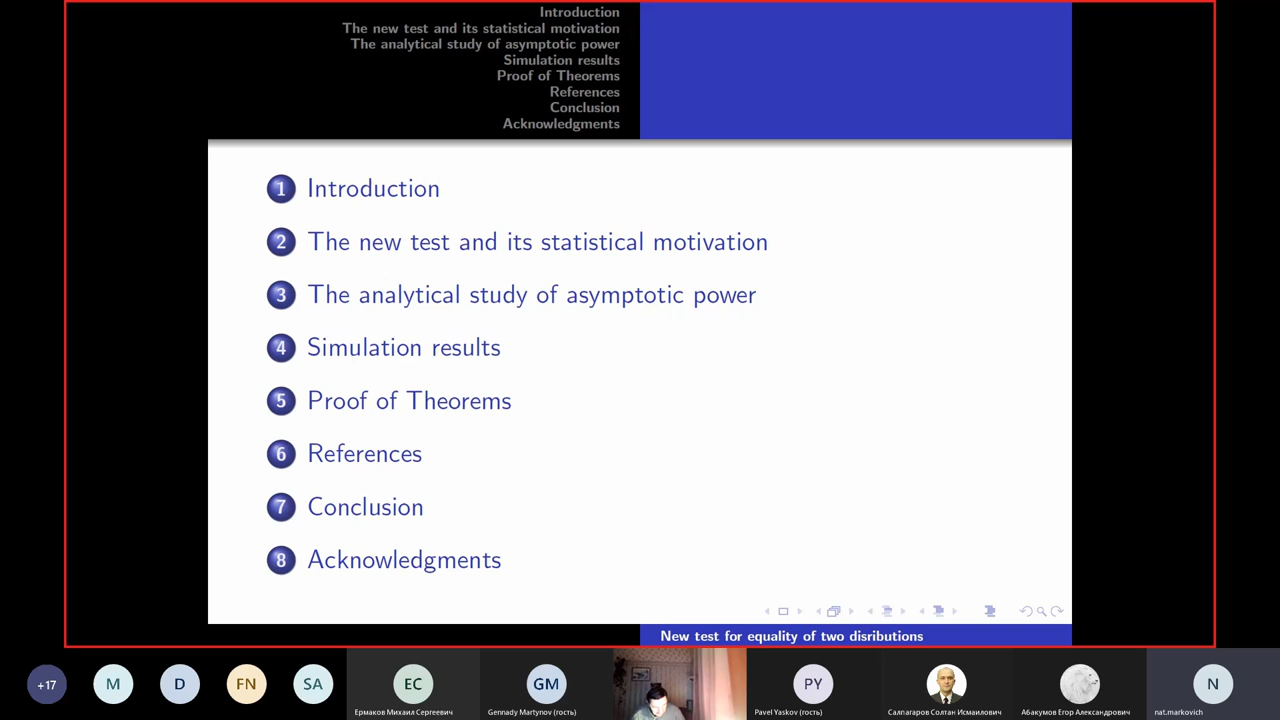 Introduction
The new test and its statistical motivation
The analytical study of asymptotic power
Simulation results
Proof of Theorems
References
Conclusion
Acknowledgments
1 Introduction
2 The new test and its statistical motivation
3 The analytical study of asymptotic power
4 Simulation results
5 Proof of Theorems
6 References
7 Conclusion
8 Acknowledgments
New test for equality of two disributions
+17
M
D
FN
SA
EC
Ермаков Михаил Сергеевич
GM
Gennady Martynov (гость)
PY
Pavel Yaskov (гость)
Салпагаров Солтан Исмаилович
Абакумов Егор Александрович
N
nat.markovich